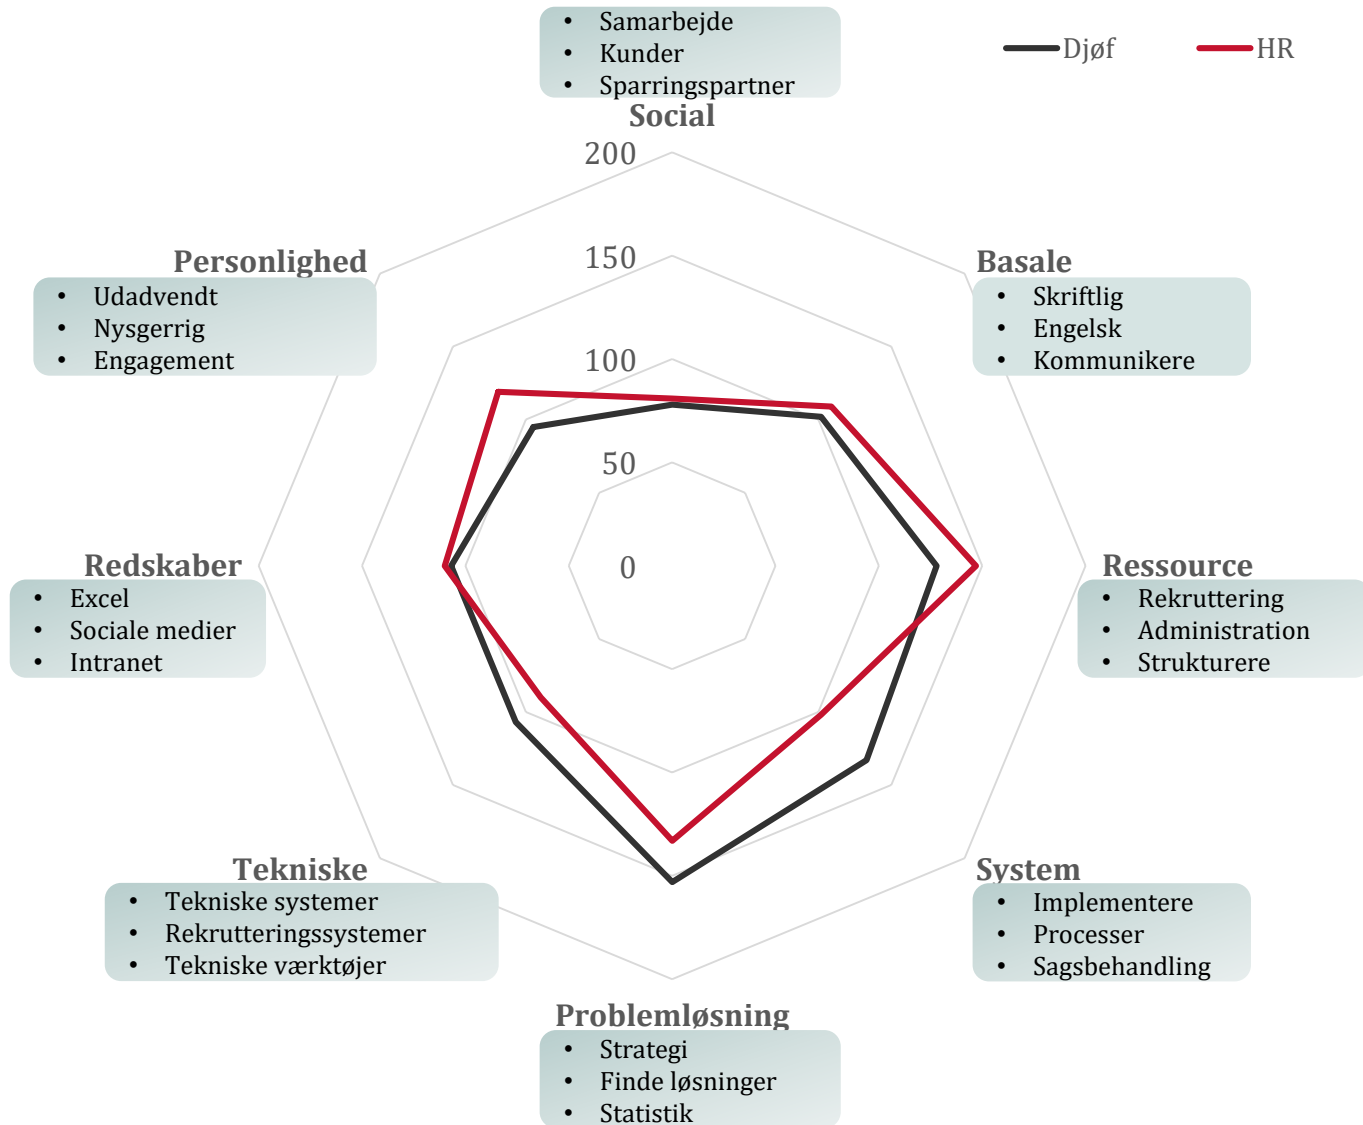 • Samarbejde
• Kunder
• Sparringspartner
Djøf
HR
Social
200
150
100
50
0
Personlighed
• Udadvendt
• Nysgerrig
• Engagement
Basale
• Skriftlig
• Engelsk
• Kommunikere
Redskaber
• Excel
• Sociale medier
• Intranet
Ressource
• Rekruttering
• Administration
• Strukturere
Tekniske
• Tekniske systemer
• Rekrutteringssystemer
• Tekniske værktøjer
System
• Implementere
• Processer
• Sagsbehandling
Problemløsning
• Strategi
• Finde løsninger
• Statistik